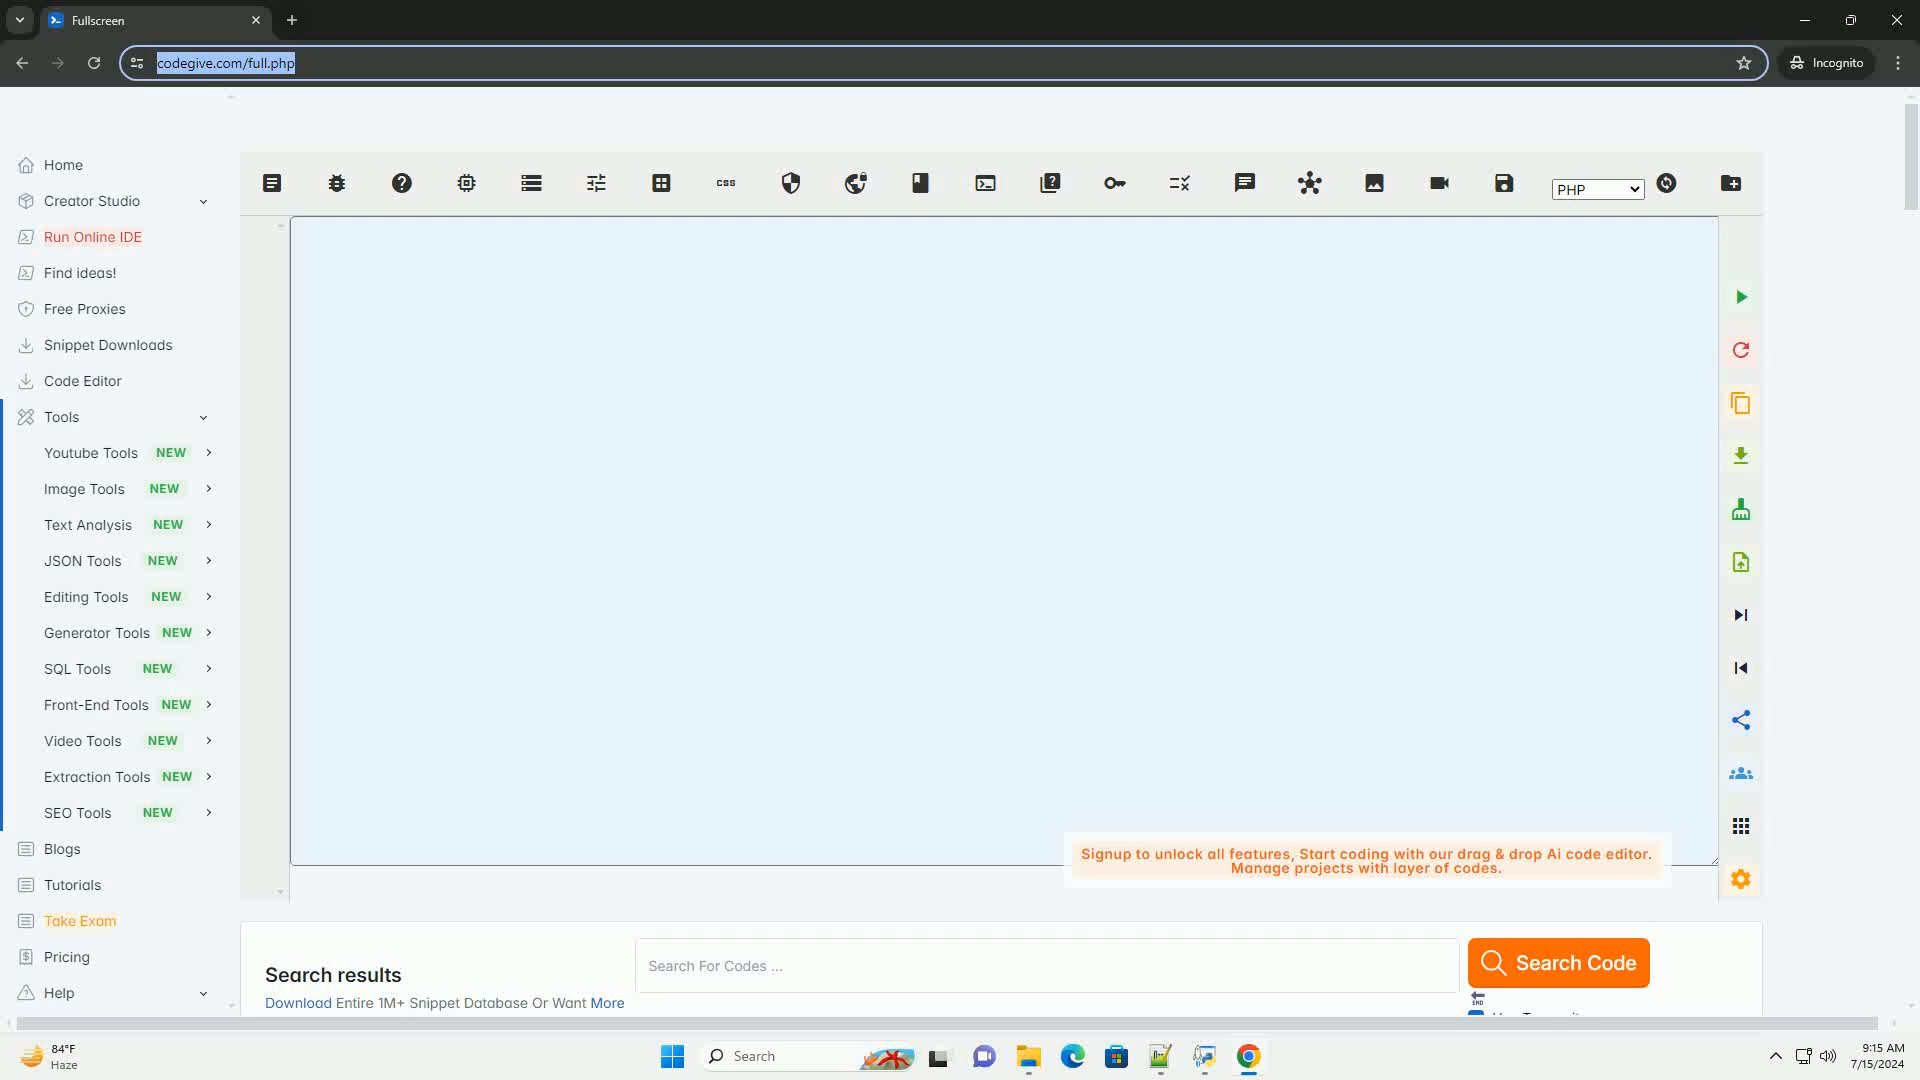 Fullscreen
codegive.com/full.php
Incognito
Home
Creator Studio
Run Online IDE
Find ideas!
Free Proxies
Snippet Downloads
Code Editor
Tools
Youtube Tools NEW
Image Tools NEW
Text Analysis NEW
JSON Tools NEW
Editing Tools NEW
Generator Tools NEW
SQL Tools NEW
Front-End Tools NEW
Video Tools NEW
Extraction Tools NEW
SEO Tools NEW
Blogs
Tutorials
Take Exam
Pricing
Help
CSS
PHP
Signup to unlock all features, Start coding with our drag & drop Ai code editor.
Manage projects with layer of codes.
Search results
Search For Codes ...
Search Code
Download Entire 1M+ Snippet Database Or Want More
END
84°F
Haze
Search
9:15 AM
7/15/2024